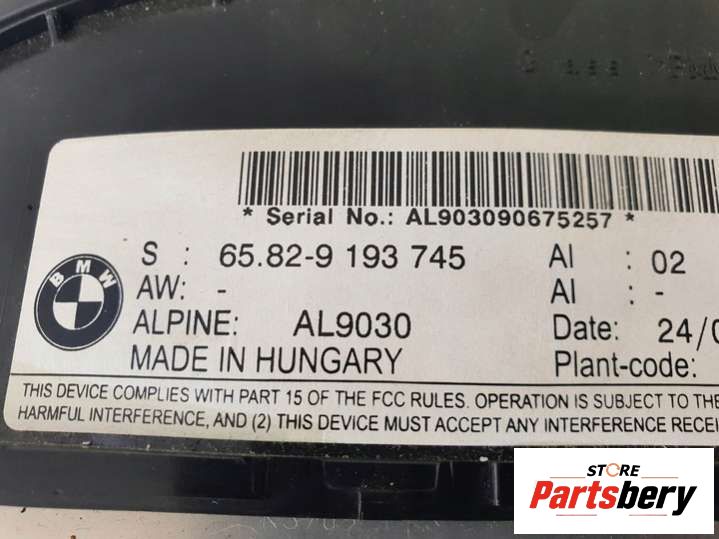 * Serial No.: AL903090675257 *
BMW
S : 65.82-9 193 745 AI : 02
AW: - AI : -
ALPINE: AL9030 Date: 24/0
MADE IN HUNGARY Plant-code:
THIS DEVICE COMPLIES WITH PART 15 OF THE FCC RULES. OPERATION IS SUBJECT TO THE
HARMFUL INTERFERENCE, AND (2) THIS DEVICE MUST ACCEPT ANY INTERFERENCE RECEI
STORE
Partsbery